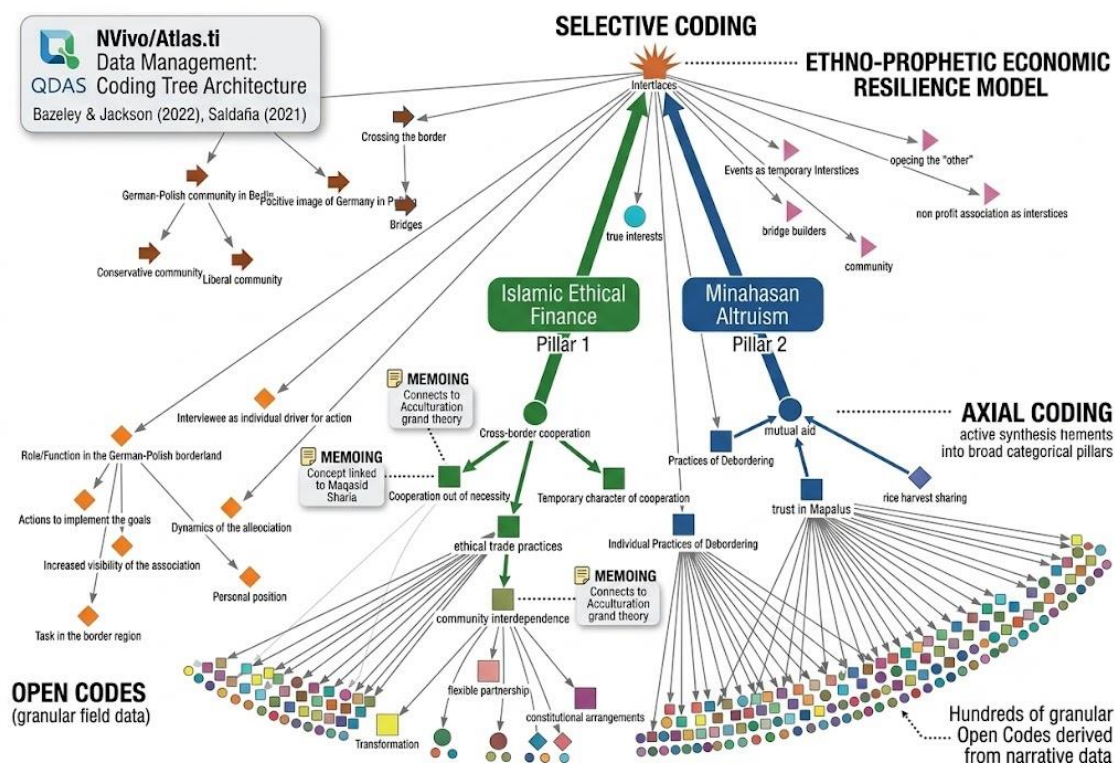 SELECTIVE CODING
NVivo/Atlas.ti
Data Management:
QDAS Coding Tree Architecture
Bazeley & Jackson (2022), Saldaña (2021)
ETHNO-PROPHETIC ECONOMIC
RESILIENCE MODEL
Intertlaces
Crossing the border
Events as temporary Interstices
opecing the "other"
German-Polish community in Berlin
Pocitive image of Germany in
Bridges
non profit association as interstices
true interests
bridge builders
community
Conservative community
Liberal community
Islamic Ethical
Finance
Pillar 1
Minahasan
Altruism
Pillar 2
MEMOING
Connects to
Acculturation
grand theory
Interviewee as individual driver for action
Cross-border cooperation
mutual aid
AXIAL CODING
active synthesis hements
into broad categorical pillars
Role/Function in the German-Polish borderland
MEMOING
Concept linked
to Maqasid
Sharia
Practices of Debordering
Cooperation out of necessity
Temporary character of cooperation
rice harvest sharing
trust in Mapalus
Actions to implement the goals
Dynamics of the alleociation
ethical trade practices
Individual Practices of Debordering
Increased visibility of the association
Personal position
MEMOING
Connects to
Acculturation
grand theory
community interdependence
Task in the border region
OPEN CODES
(granular field data)
flexible partnership
constitutional arrangements
Transformation
Hundreds of granular
Open Codes derived
from narrative data